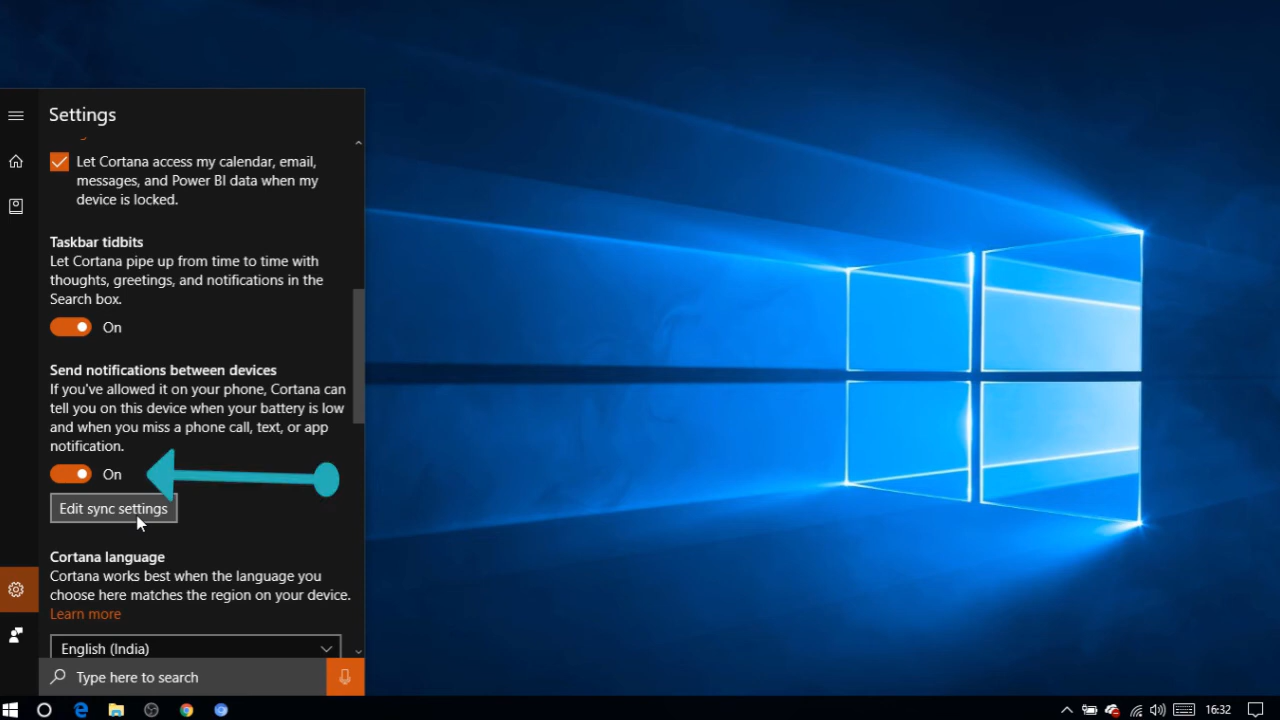 Settings
Let Cortana access my calendar, email,
messages, and Power BI data when my
device is locked.
Taskbar tidbits
Let Cortana pipe up from time to time with
thoughts, greetings, and notifications in the
Search box.
On
Send notifications between devices
If you've allowed it on your phone, Cortana can
tell you on this device when your battery is low
and when you miss a phone call, text, or app
notification.
On
Edit sync settings
Cortana language
Cortana works best when the language you
choose here matches the region on your device.
Learn more
English (India)
Type here to search
16:32